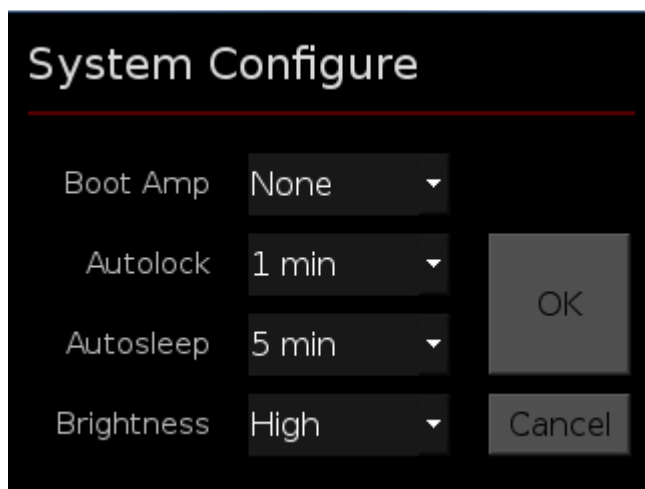 System Configure
Boot Amp None
Autolock 1 min
OK
Autosleep 5 min
Brightness High Cancel